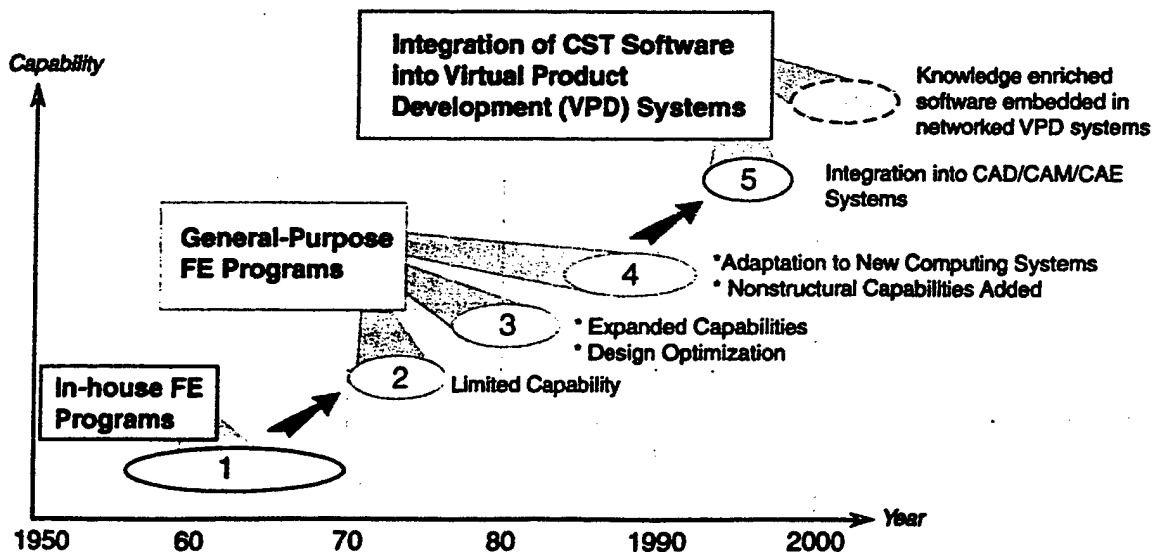 Capability
Integration of CST Software
into Virtual Product
Development (VPD) Systems
Knowledge enriched
software embedded in
networked VPD systems
5
Integration into CAD/CAM/CAE
Systems
General-Purpose
FE Programs
4
*Adaptation to New Computing Systems
* Nonstructural Capabilities Added
3
* Expanded Capabilities
* Design Optimization
2
Limited Capability
In-house FE
Programs
1
1950 60 70 80 1990 2000
Year